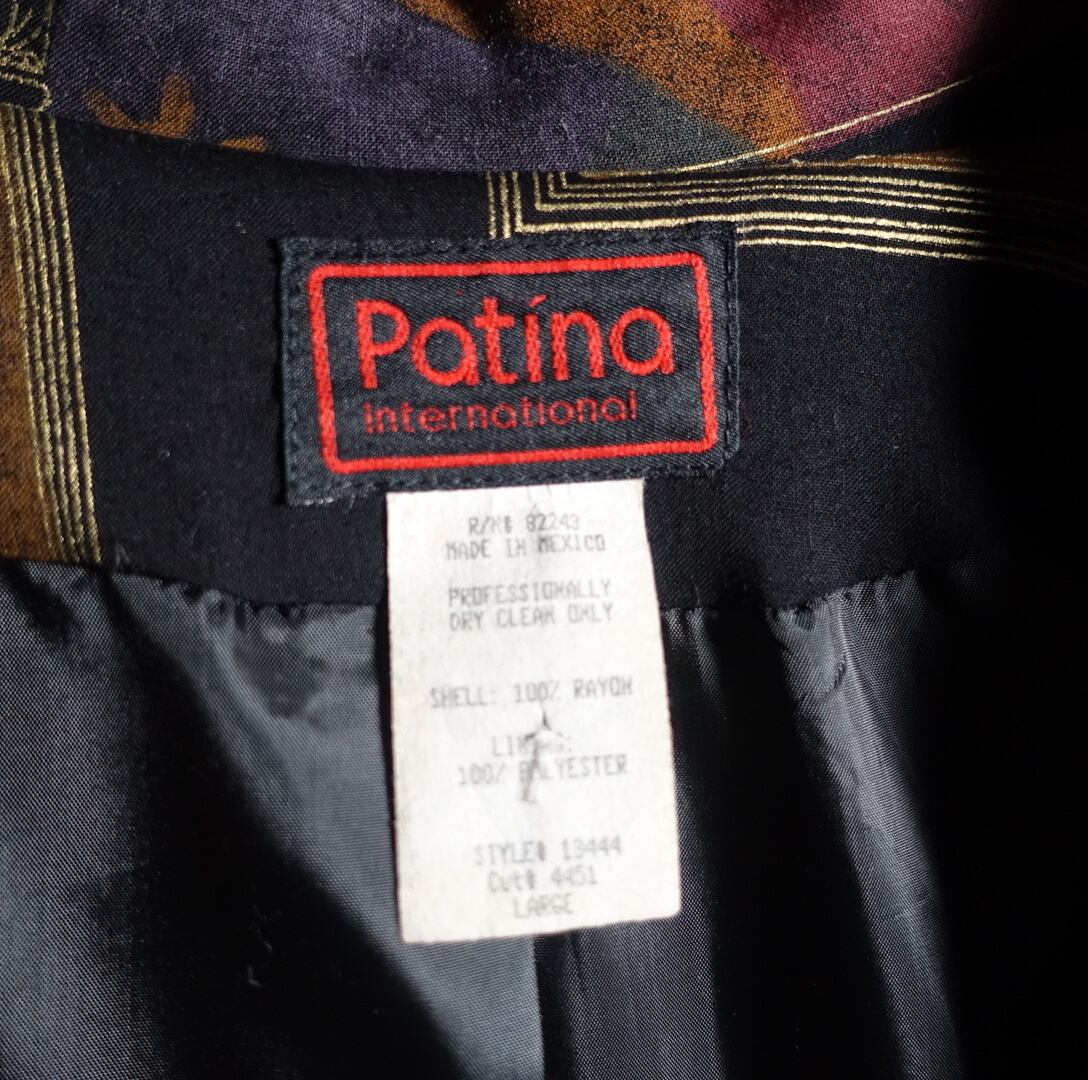 Patína
international
R/N# 82243
MADE IN MEXICO
PROFESSIONALLY
DRY CLEAN ONLY
SHELL: 100% RAYON
LINING:
100% POLYESTER
STYLE# 13444
Cut# 4451
LARGE